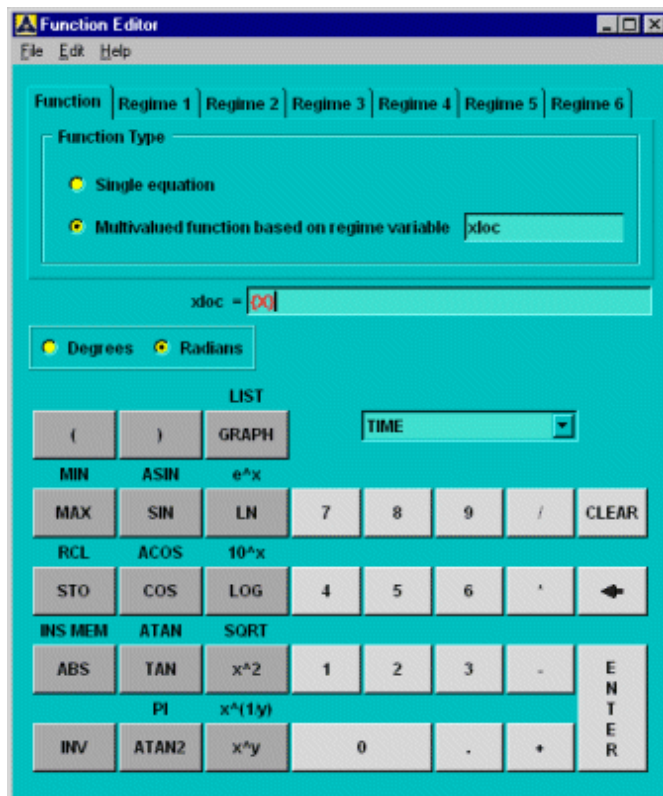 Function Editor
File Edit Help
Function Regime 1 Regime 2 Regime 3 Regime 4 Regime 5 Regime 6
Function Type
Single equation
Multivalued function based on regime variable xloc
xloc = {X}
Degrees Radians
LIST
( ) GRAPH TIME
MIN ASIN e^x
MAX SIN LN 7 8 9 / CLEAR
RCL ACOS 10^x
STO COS LOG 4 5 6 *
INS MEM ATAN SQRT
ABS TAN x^2 1 2 3 - ENTER
PI x^(1/y)
INV ATAN2 x^y 0 . +